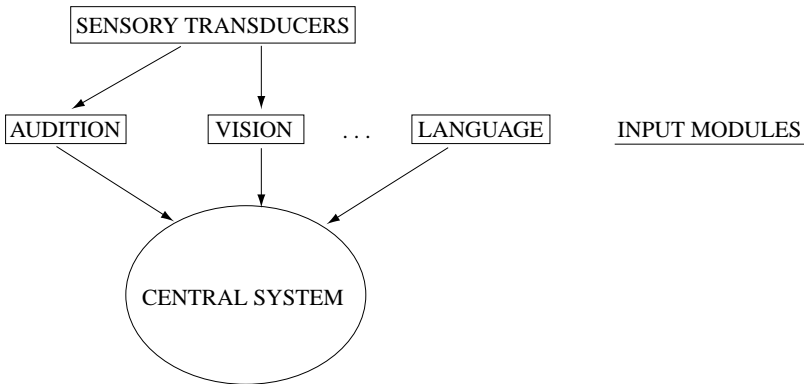 SENSORY TRANSDUCERS
AUDITION VISION ... LANGUAGE INPUT MODULES
CENTRAL SYSTEM